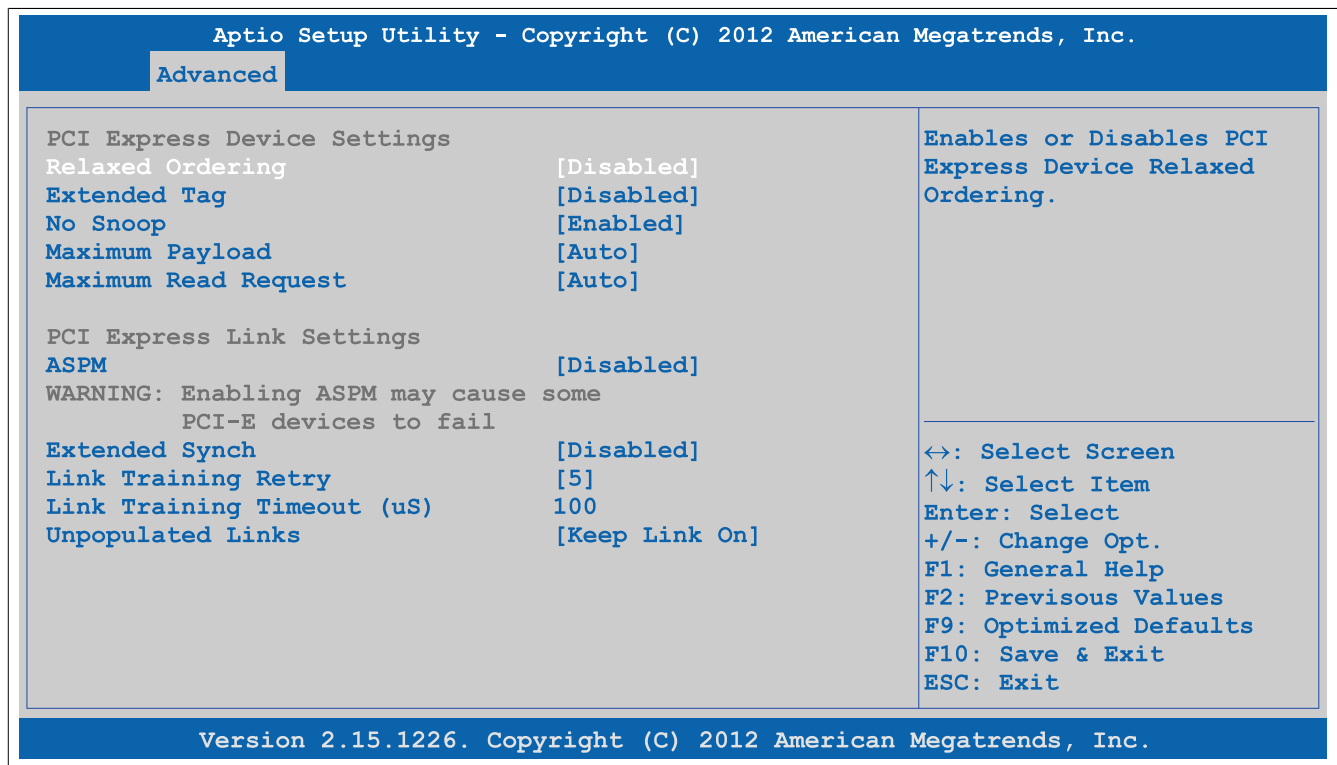 Aptio Setup Utility - Copyright (C) 2012 American Megatrends, Inc.
Advanced
PCI Express Device Settings
Relaxed Ordering [Disabled]
Extended Tag [Disabled]
No Snoop [Enabled]
Maximum Payload [Auto]
Maximum Read Request [Auto]
PCI Express Link Settings
ASPM [Disabled]
WARNING: Enabling ASPM may cause some
PCI-E devices to fail
Extended Synch [Disabled]
Link Training Retry [5]
Link Training Timeout (uS) 100
Unpopulated Links [Keep Link On]
Enables or Disables PCI
Express Device Relaxed
Ordering.
↔: Select Screen
↑↓: Select Item
Enter: Select
+/-: Change Opt.
F1: General Help
F2: Previsous Values
F9: Optimized Defaults
F10: Save & Exit
ESC: Exit
Version 2.15.1226. Copyright (C) 2012 American Megatrends, Inc.